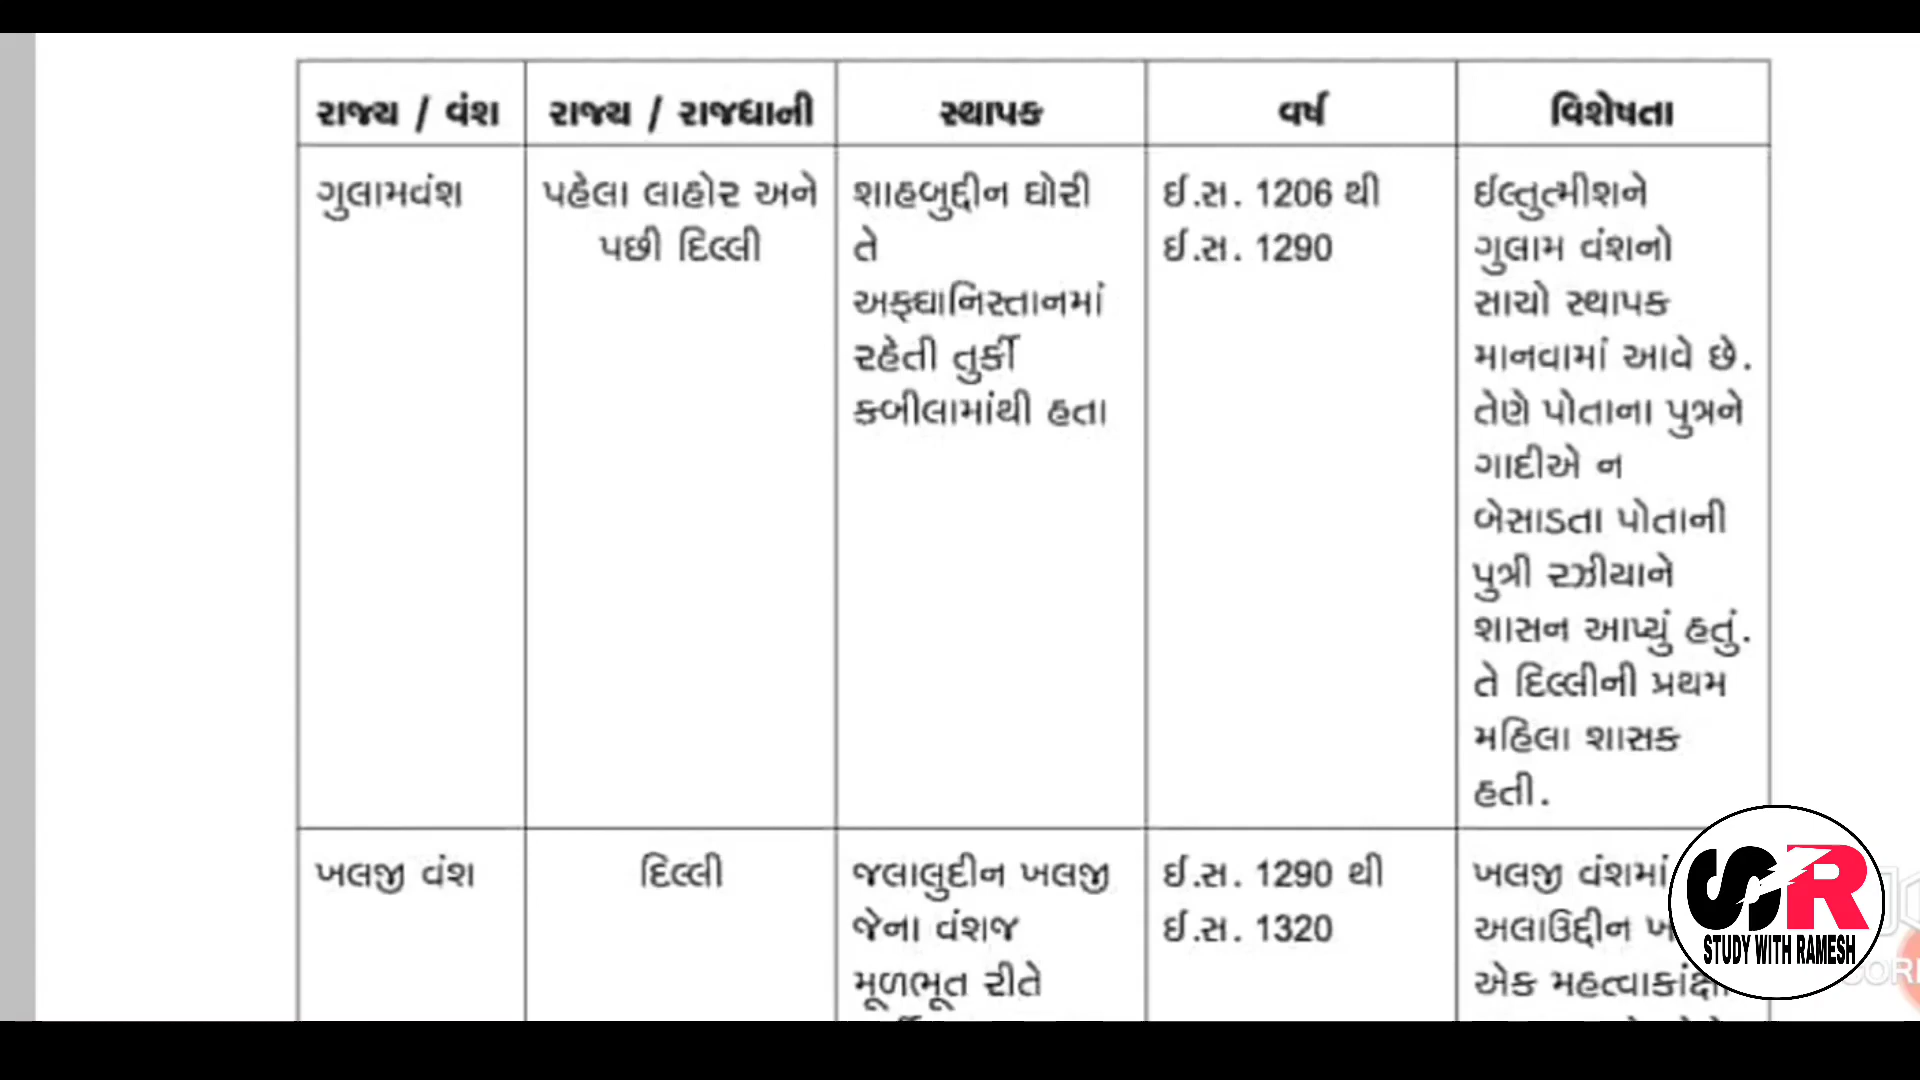 રાજ્ય / વંશ
રાજ્ય / રાજધાની
સ્થાપક
વર્ષ
વિશેષતા
ગુલામવંશ
પહેલા લાહોર અને
પછી દિલ્લી
શાહબુદ્દીન ઘોરી
તે
અફઘાનિસ્તાનમાં
રહેતી તુર્કી
કબીલામાંથી હતા
ઈ.સ. 1206 થી
ઈ.સ. 1290
ઈલ્તુત્મીશને
ગુલામ વંશનો
સાચો સ્થાપક
માનવામાં આવે છે.
તેણે પોતાના પુત્રને
ગાદીએ ન
બેસાડતા પોતાની
પુત્રી રઝીયાને
શાસન આપ્યું હતું.
તે દિલ્લીની પ્રથમ
મહિલા શાસક
હતી.
ખલજી વંશ
દિલ્લી
જલાલુદીન ખલજી
જેના વંશજ
મૂળભૂત રીતે
ઈ.સ. 1290 થી
ઈ.સ. 1320
ખલજી વંશમાં
અલાઉદ્દીન
એક
SR
STUDY WITH RAMESH